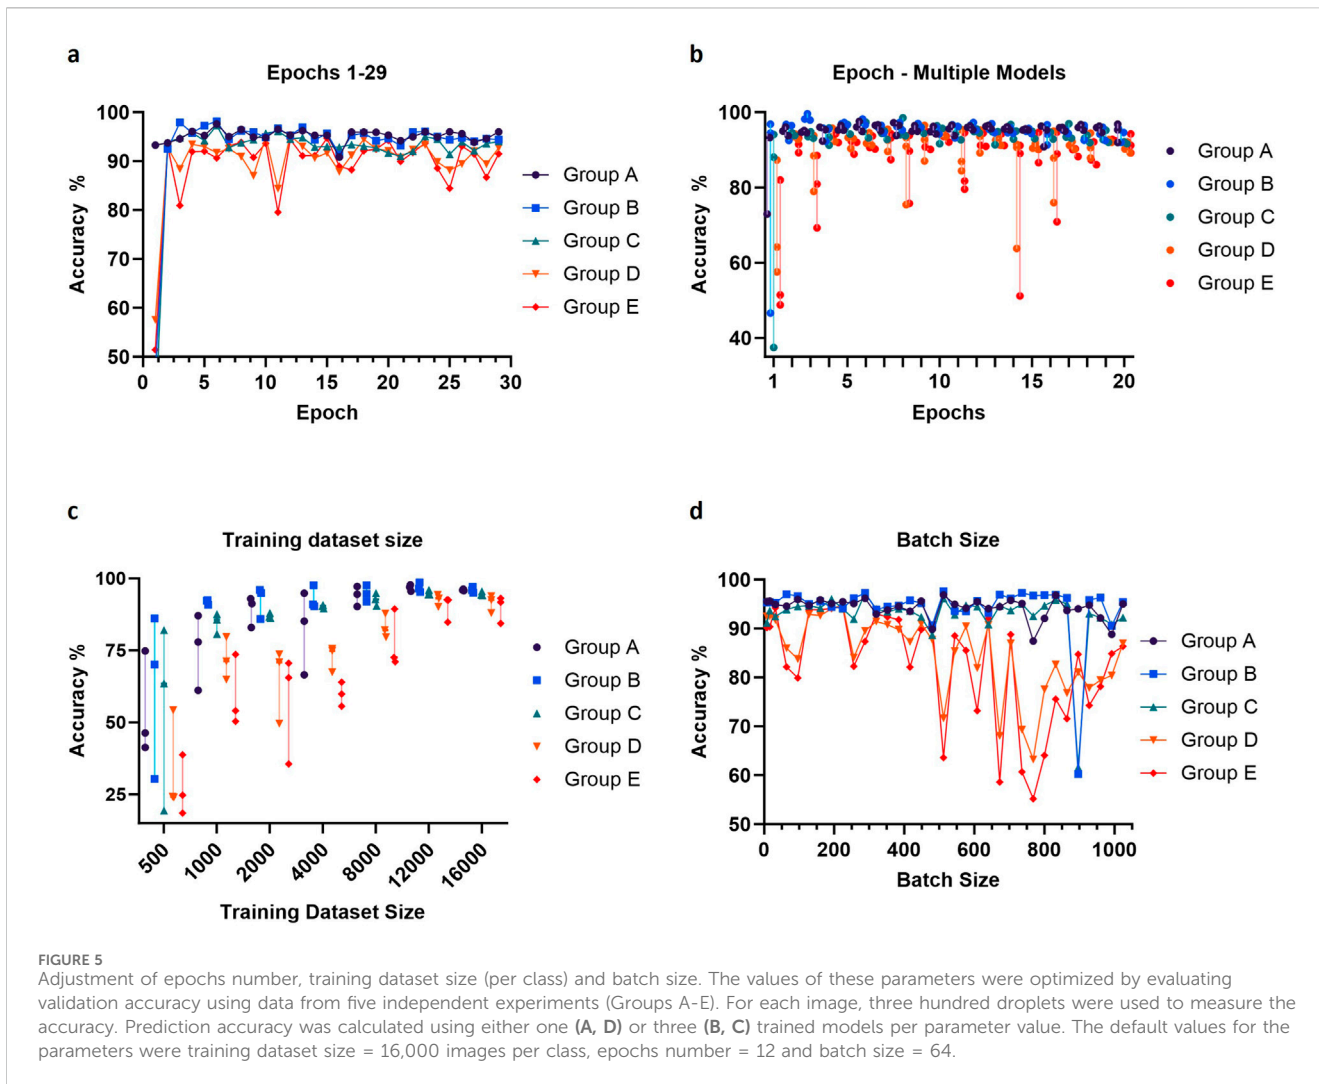 a
Epochs 1-29
100
90
80
70
60
50
Accuracy %
0 5 10 15 20 25 30
Epoch
Group A
Group B
Group C
Group D
Group E
b
Epoch - Multiple Models
100
80
60
40
Accuracy %
1 5 10 15 20
Epochs
Group A
Group B
Group C
Group D
Group E
c
Training dataset size
100
75
50
25
Accuracy %
500 1000 2000 4000 8000 12000 16000
Training Dataset Size
Group A
Group B
Group C
Group D
Group E
d
Batch Size
100
90
80
70
60
50
Accuracy %
0 200 400 600 800 1000
Batch Size
Group A
Group B
Group C
Group D
Group E
FIGURE 5
Adjustment of epochs number, training dataset size (per class) and batch size. The values of these parameters were optimized by evaluating
validation accuracy using data from five independent experiments (Groups A-E). For each image, three hundred droplets were used to measure the
accuracy. Prediction accuracy was calculated using either one (A, D) or three (B, C) trained models per parameter value. The default values for the
parameters were training dataset size = 16,000 images per class, epochs number = 12 and batch size = 64.